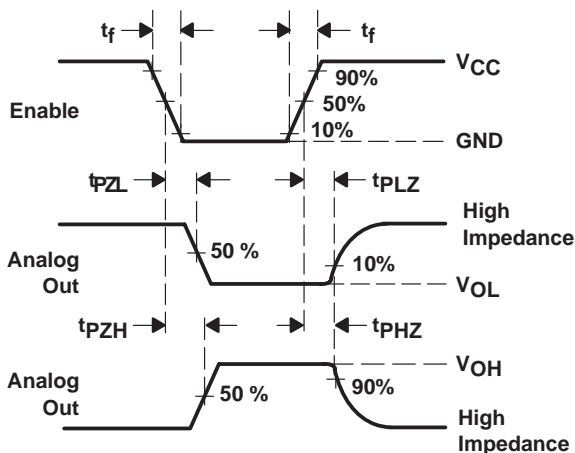 tf
tf
VCC
90%
50%
10%
Enable
GND
tPZL
tPLZ
High
Impedance
50 %
10%
Analog
Out
VOL
tPZH
tPHZ
VOH
Analog
Out
50 %
90%
High
Impedance